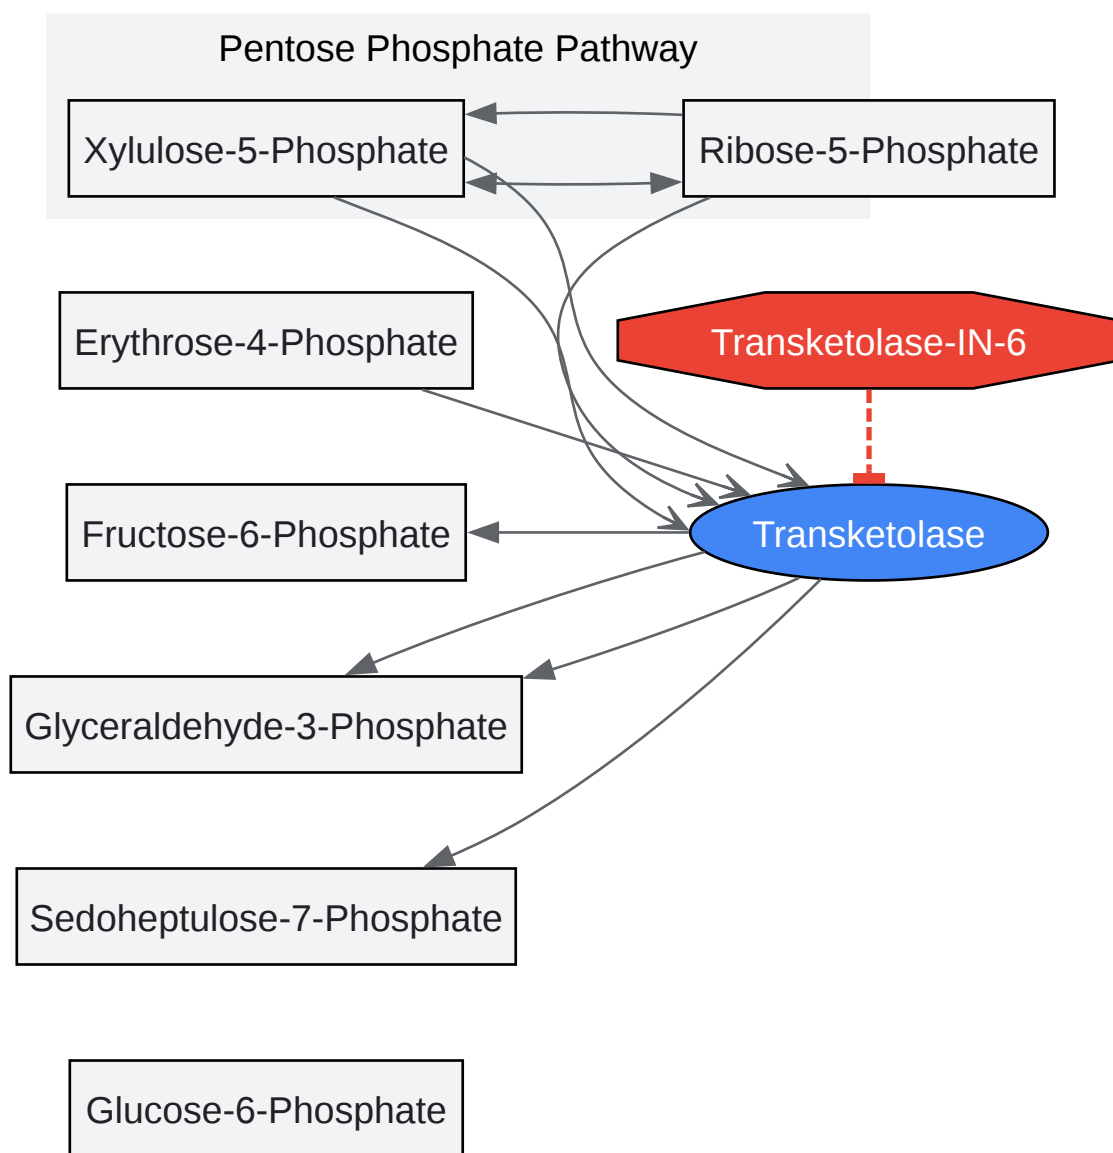 Pentose Phosphate Pathway
Xylulose-5-Phosphate
Ribose-5-Phosphate
Erythrose-4-Phosphate
Transketolase-IN-6
Fructose-6-Phosphate
Transketolase
Glyceraldehyde-3-Phosphate
Sedoheptulose-7-Phosphate
Glucose-6-Phosphate